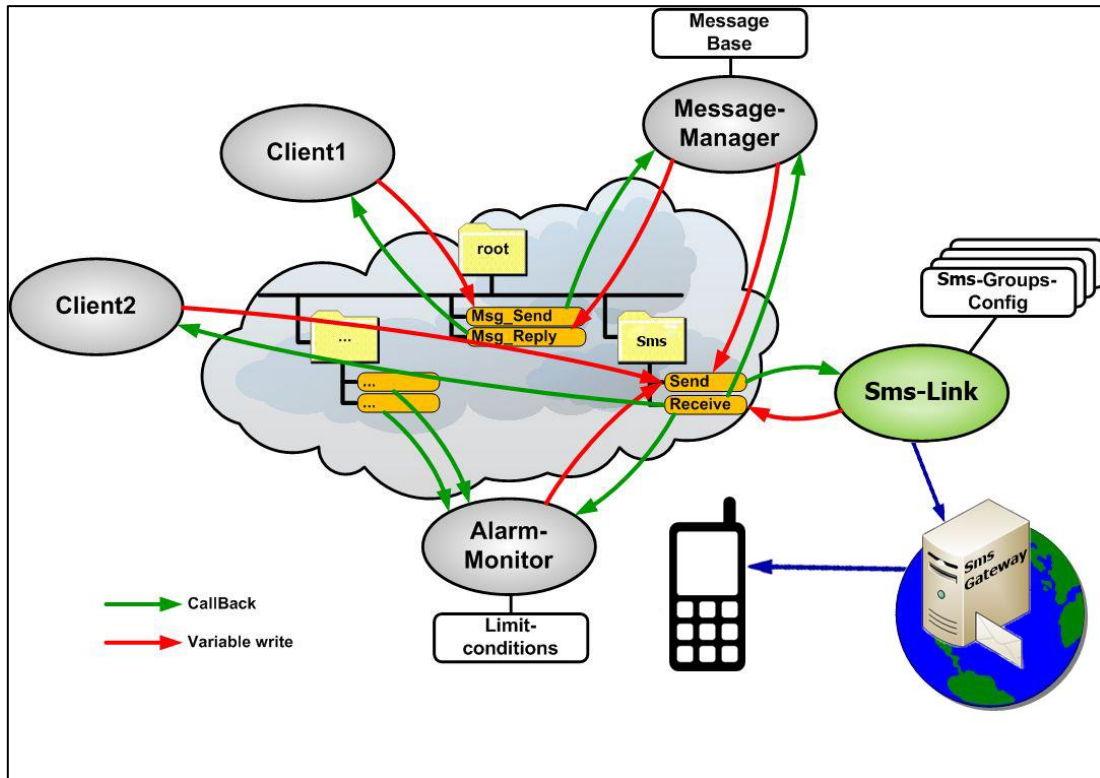 Message
Base
Message-
Manager
Client1
root
Sms-Groups-
Config
Client2
Msg_Send
Msg_Reply
...
Sms
...
...
Send
Receive
Sms-Link
Alarm-
Monitor
Sms
Gateway
CallBack
Variable write
Limit-
conditions